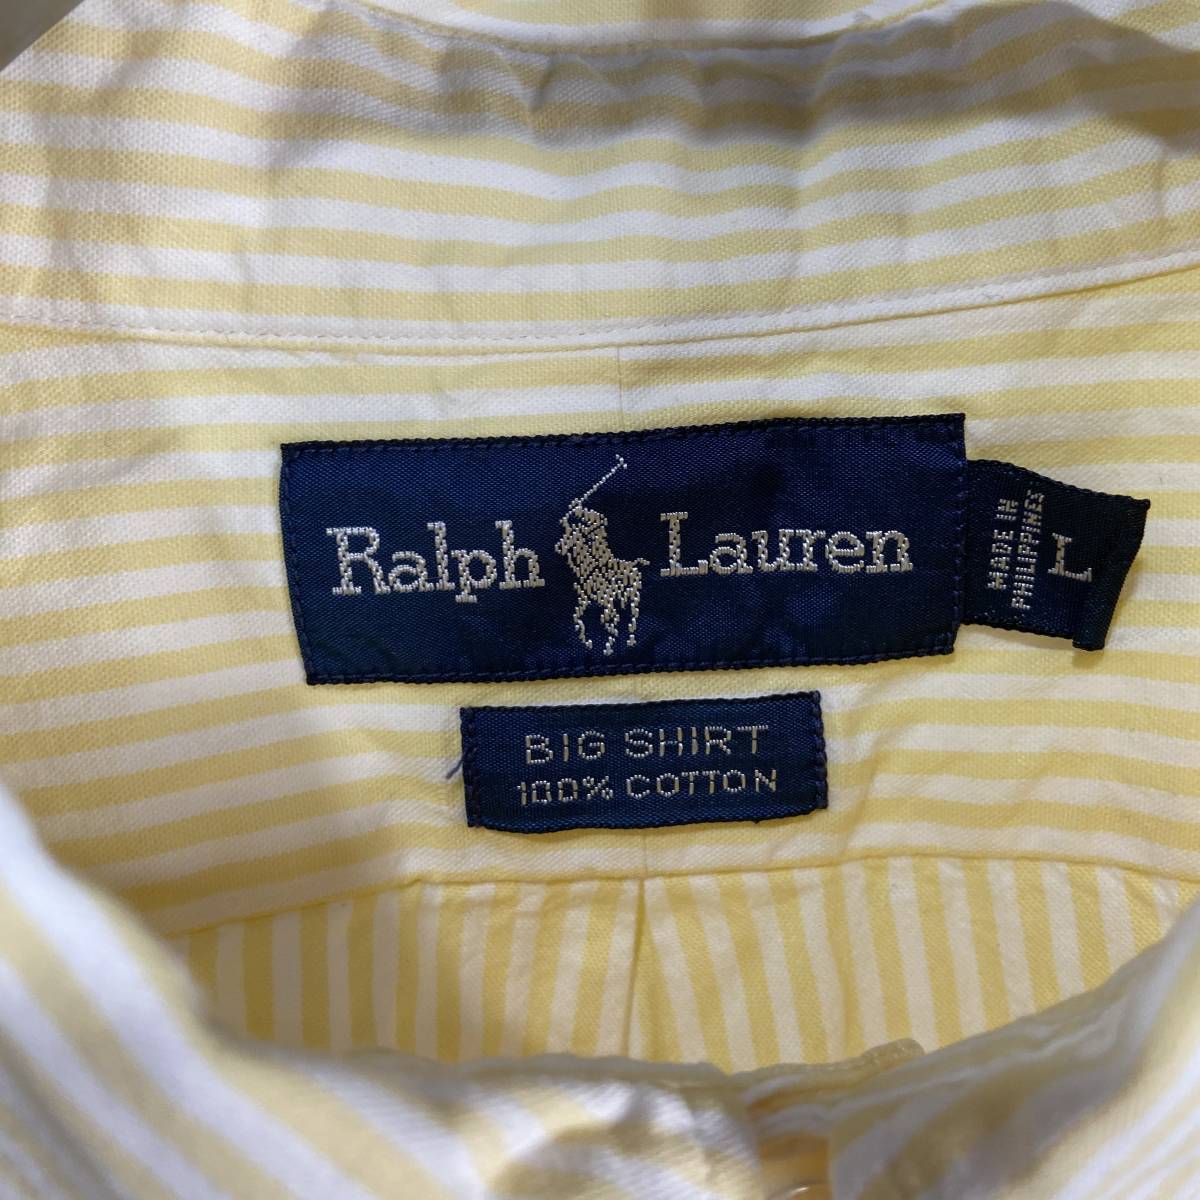 Ralph Lauren
MADE IN
PHILIPPINES
L
BIG SHIRT
100% COTTON